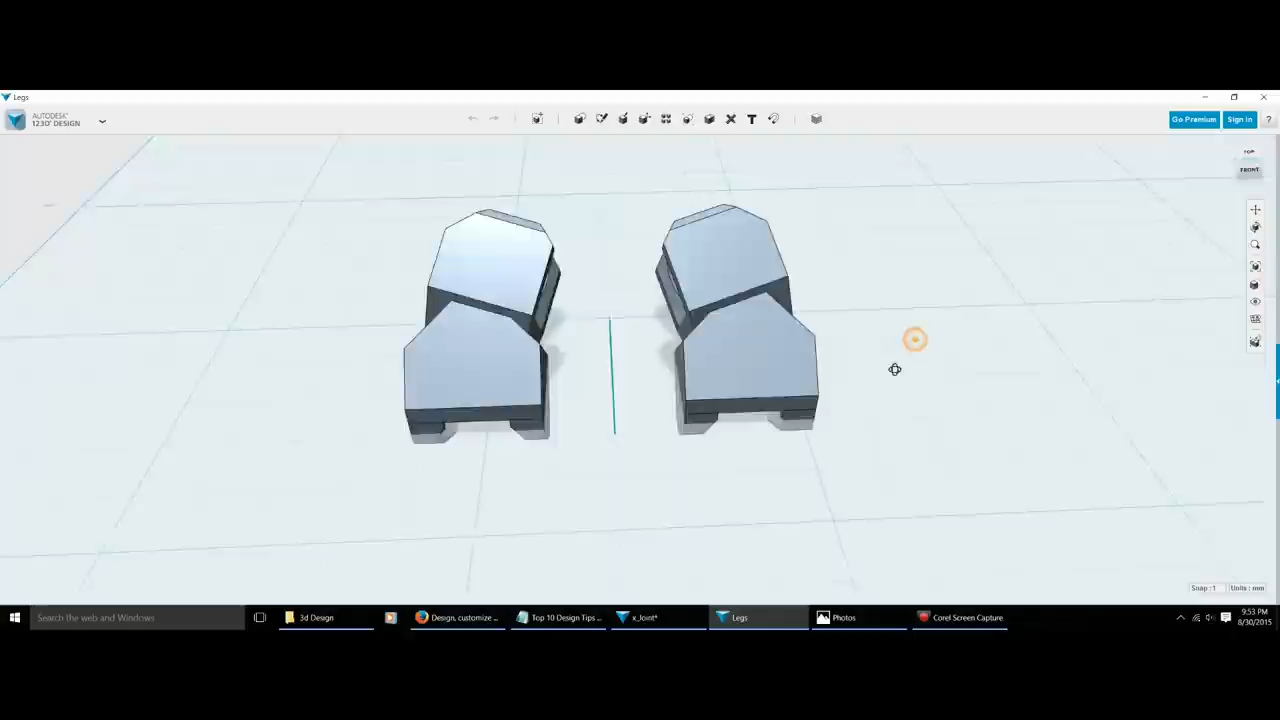 Legs
AUTODESK®
123D® DESIGN
Go Premium
Sign In
?
TOP
FRONT
Snap : 1
Units : mm
Search the web and Windows
3d Design
Design, customize ...
Top 10 Design Tips ...
x_Joint*
Legs
Photos
Corel Screen Capture
9:53 PM
8/30/2015